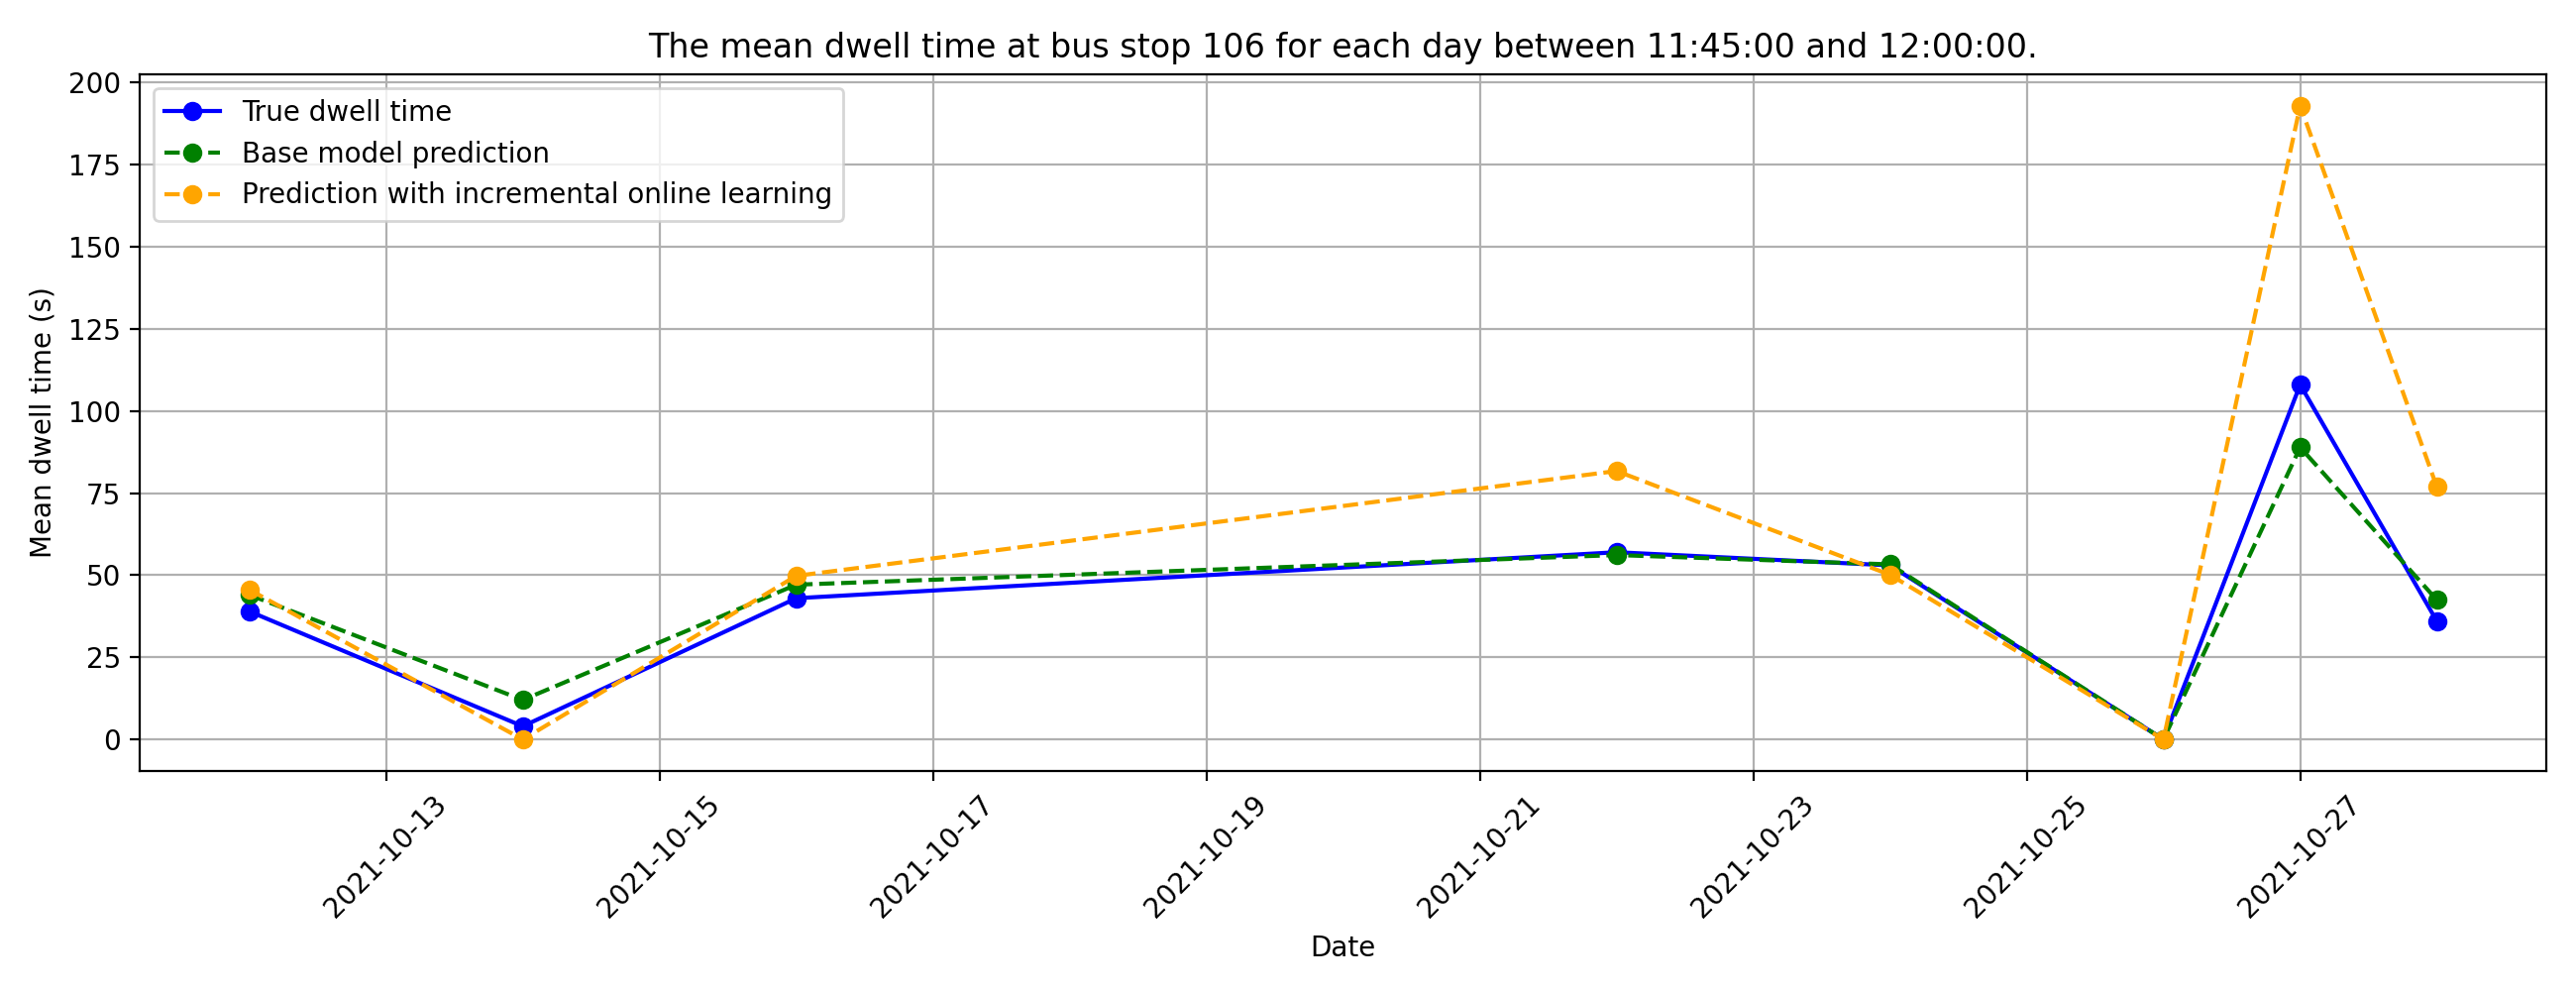 The mean dwell time at bus stop 106 for each day between 11:45:00 and 12:00:00.
True dwell time
Base model prediction
Prediction with incremental online learning
Mean dwell time (s)
200
175
150
125
100
75
50
25
0
2021-10-13
2021-10-15
2021-10-17
2021-10-19
2021-10-21
2021-10-23
2021-10-25
2021-10-27
Date